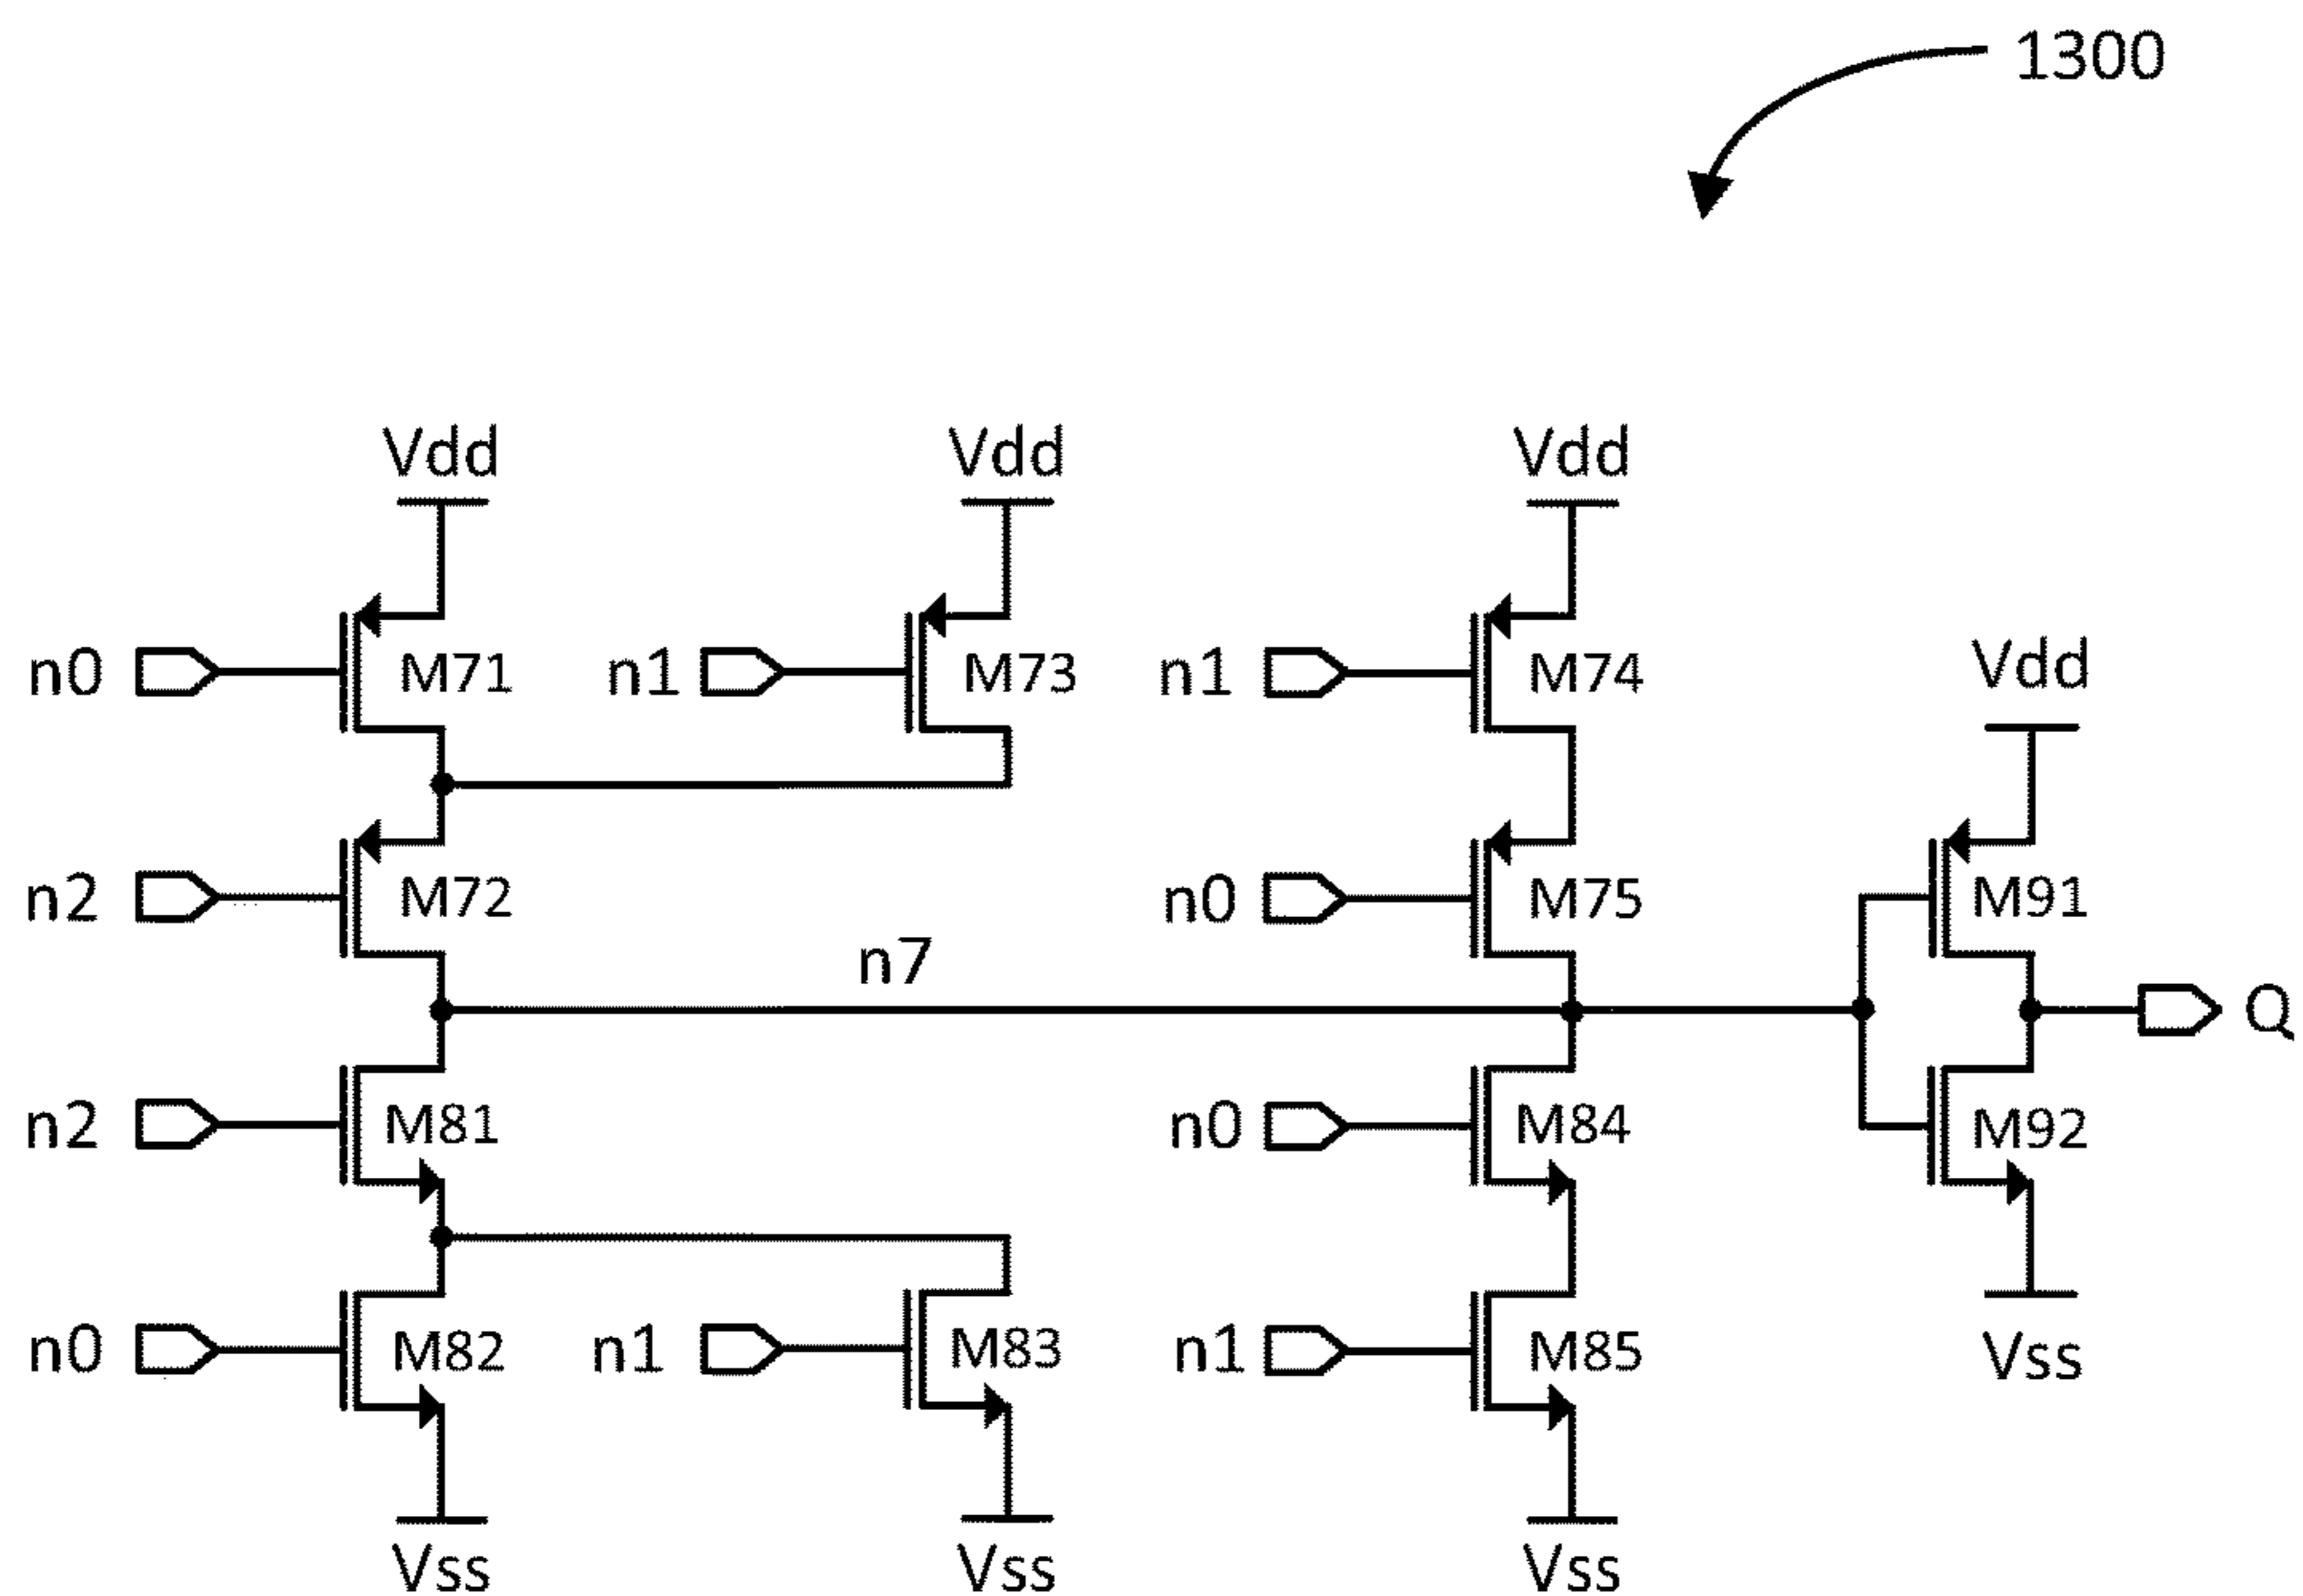 1300
Vdd Vdd Vdd
n0 M71 n1 M73 n1 M74
Vdd
n2 M72 n0 M75 M91
n7
Q
n2 M81 n0 M84 M92
n0 M82 n1 M83 n1 M85 Vss
Vss Vss Vss